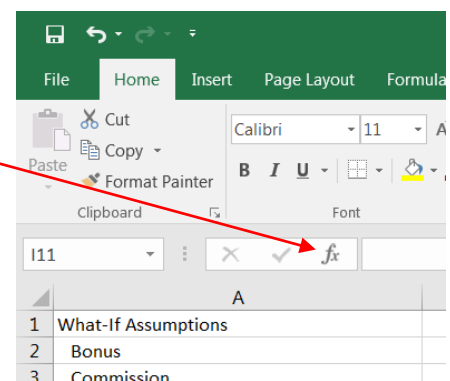 File Home Insert Page Layout Formula
Cut
Copy
Paste
Format Painter
Clipboard
Calibri 11 A
B I U
Font
I11 fx
A
1 What-If Assumptions
2 Bonus
3 Commission